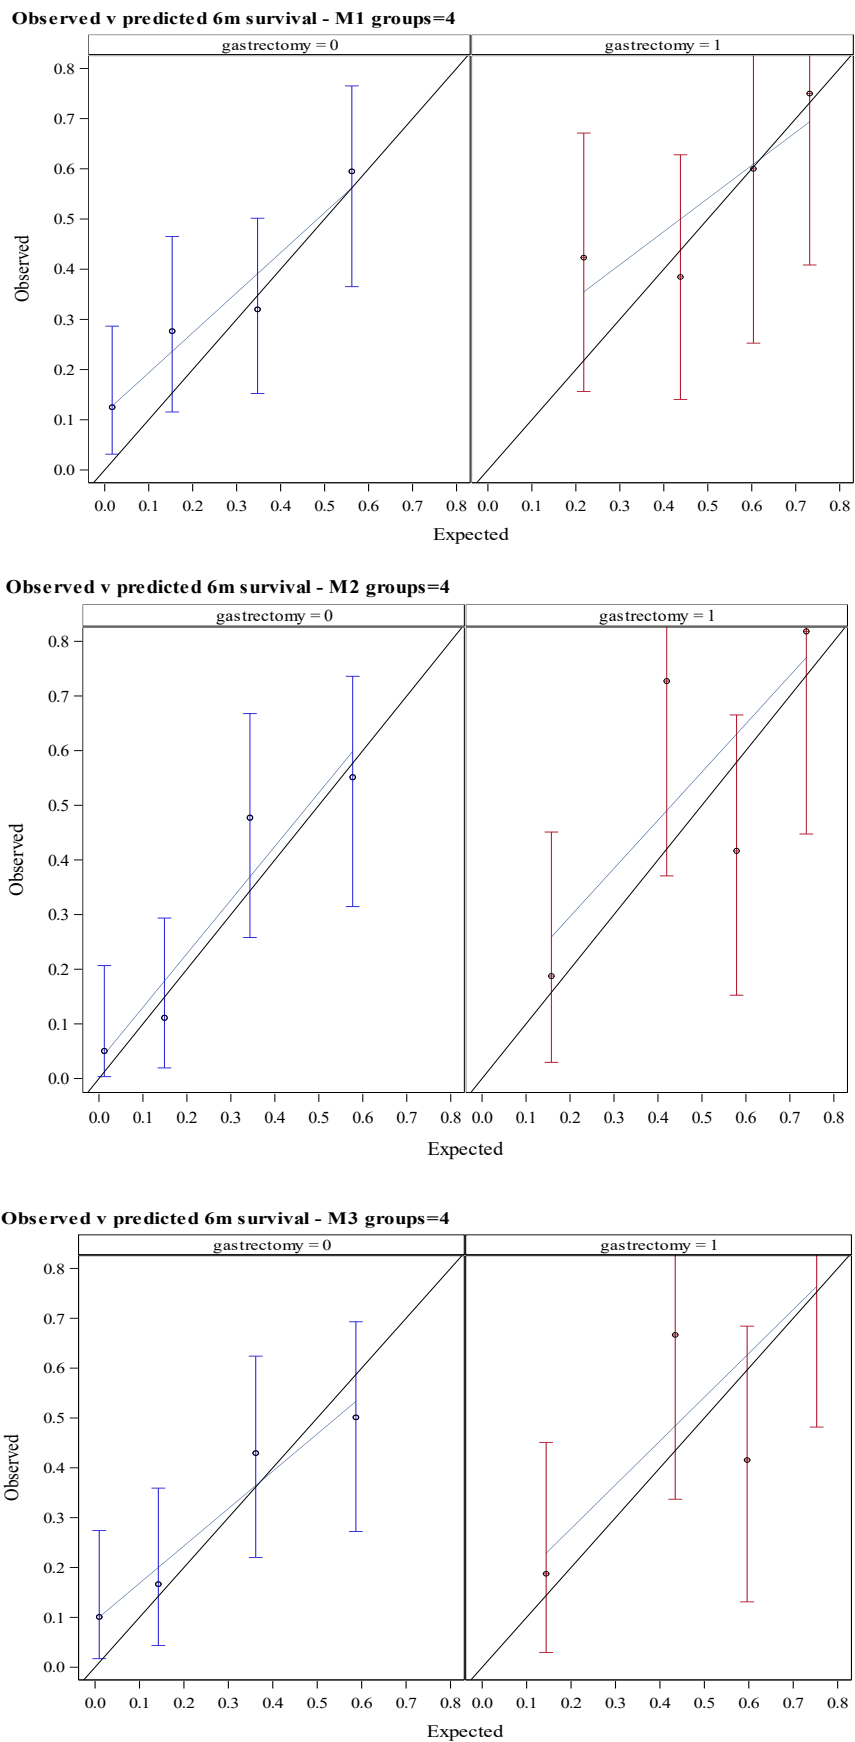 Observed v predicted 6m survival - M1 groups=4
gastrectomy = 0 gastrectomy = 1
0.8
0.7
0.6
0.5
0.4
0.3
0.2
0.1
0.0
Observed
0.0 0.1 0.2 0.3 0.4 0.5 0.6 0.7 0.8 0.0 0.1 0.2 0.3 0.4 0.5 0.6 0.7 0.8
Expected
Observed v predicted 6m survival - M2 groups=4
gastrectomy = 0 gastrectomy = 1
0.8
0.7
0.6
0.5
0.4
0.3
0.2
0.1
0.0
Observed
0.0 0.1 0.2 0.3 0.4 0.5 0.6 0.7 0.8 0.0 0.1 0.2 0.3 0.4 0.5 0.6 0.7 0.8
Expected
Observed v predicted 6m survival - M3 groups=4
gastrectomy = 0 gastrectomy = 1
0.8
0.7
0.6
0.5
0.4
0.3
0.2
0.1
0.0
Observed
0.0 0.1 0.2 0.3 0.4 0.5 0.6 0.7 0.8 0.0 0.1 0.2 0.3 0.4 0.5 0.6 0.7 0.8
Expected